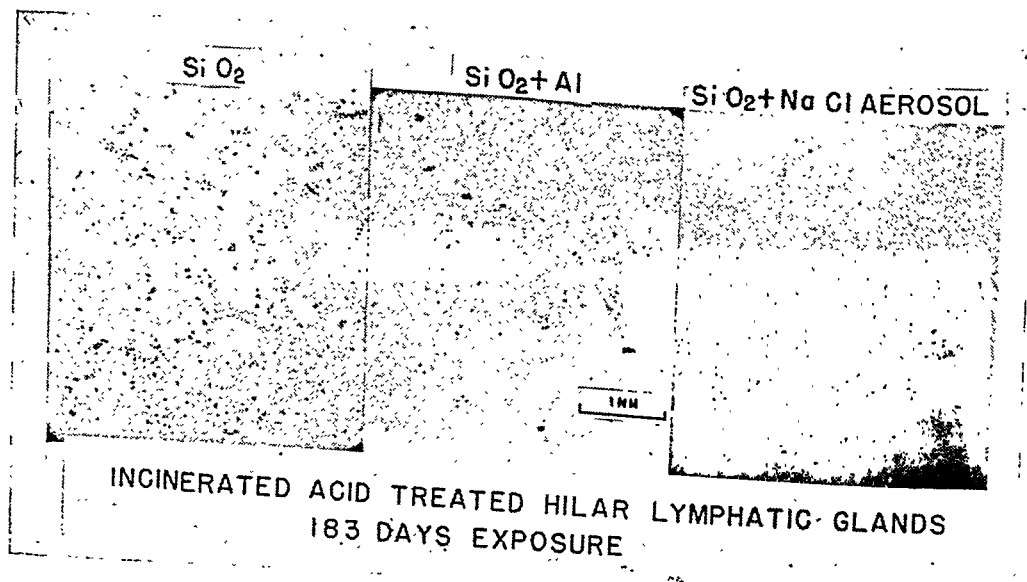 SiO₂
SiO₂+Al
SiO₂+NaCl AEROSOL
1MM
INCINERATED ACID TREATED HILAR LYMPHATIC GLANDS
183 DAYS EXPOSURE